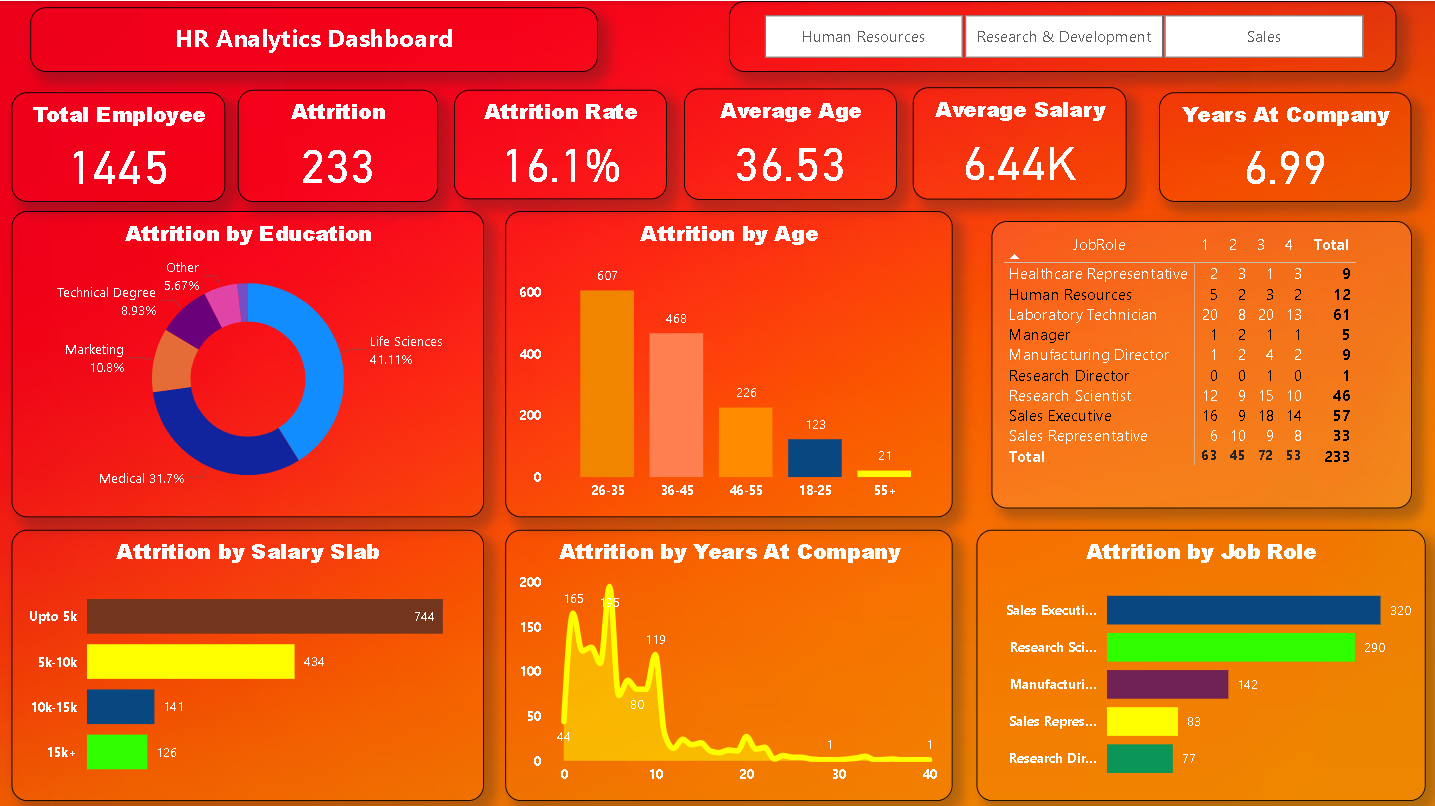 HR Analytics Dashboard
Human Resources
Research & Development
Sales
Total Employee
1445
Attrition
233
Attrition Rate
16.1%
Average Age
36.53
Average Salary
6.44K
Years At Company
6.99
Attrition by Education
Other
5.67%
Technical Degree
8.93%
Marketing
10.8%
Life Sciences
41.11%
Medical 31.7%
Attrition by Age
600
400
200
0
607
468
226
123
21
26-35 36-45 46-55 18-25 55+
JobRole 1 2 3 4 Total
Healthcare Representative 2 3 1 3 9
Human Resources 5 2 3 2 12
Laboratory Technician 20 8 20 13 61
Manager 1 2 1 1 5
Manufacturing Director 1 2 4 2 9
Research Director 0 0 1 0 1
Research Scientist 12 9 15 10 46
Sales Executive 16 9 18 14 57
Sales Representative 6 10 9 8 33
Total 63 45 72 53 233
Attrition by Salary Slab
Upto 5k 744
5k-10k 434
10k-15k 141
15k+ 126
Attrition by Years At Company
200
150
100
50
0
165
119
80
44
1
1
0 10 20 30 40
Attrition by Job Role
Sales Executi... 320
Research Sci... 290
Manufacturi... 142
Sales Repres... 83
Research Dir... 77